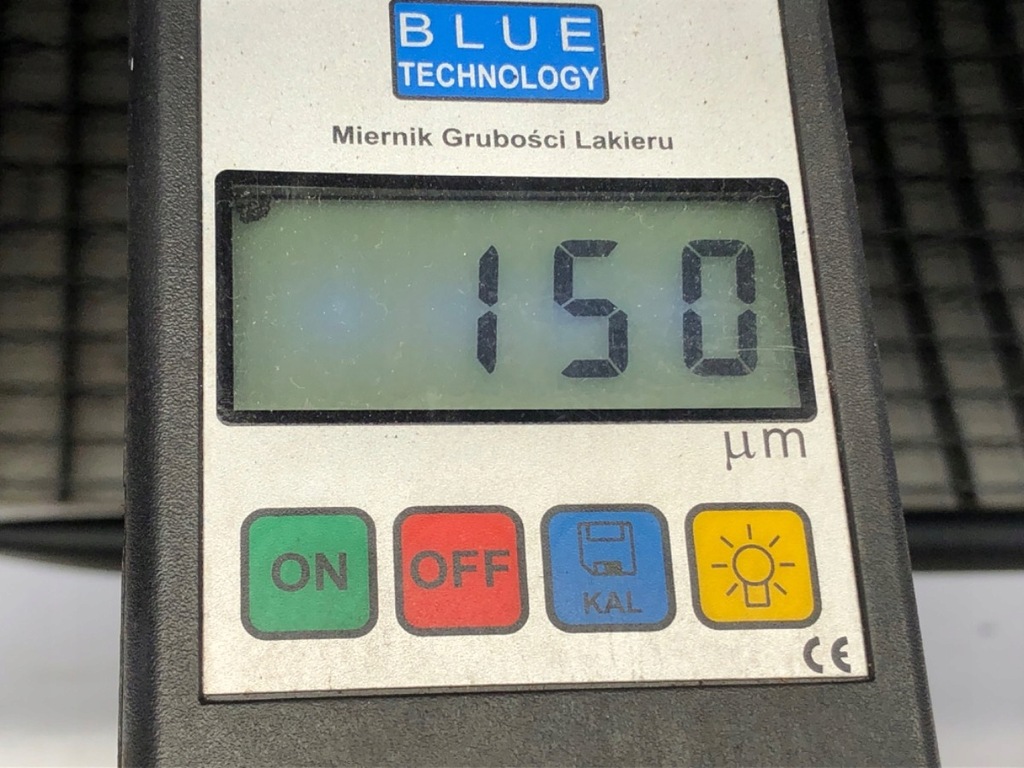 BLUE
TECHNOLOGY
Miernik Grubości Lakieru
150
µm
ON OFF KAL
CE